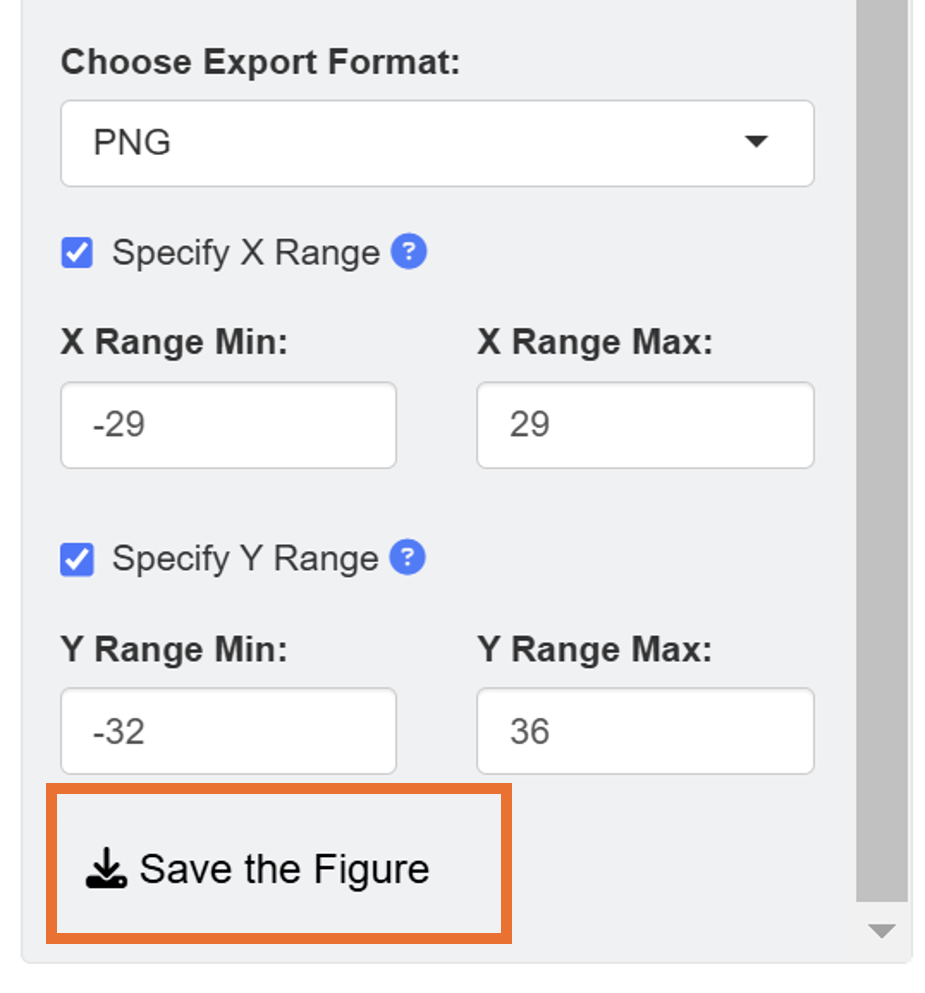 Choose Export Format:
PNG
Specify X Range ?
X Range Min: X Range Max:
-29 29
Specify Y Range ?
Y Range Min: Y Range Max:
-32 36
Save the Figure